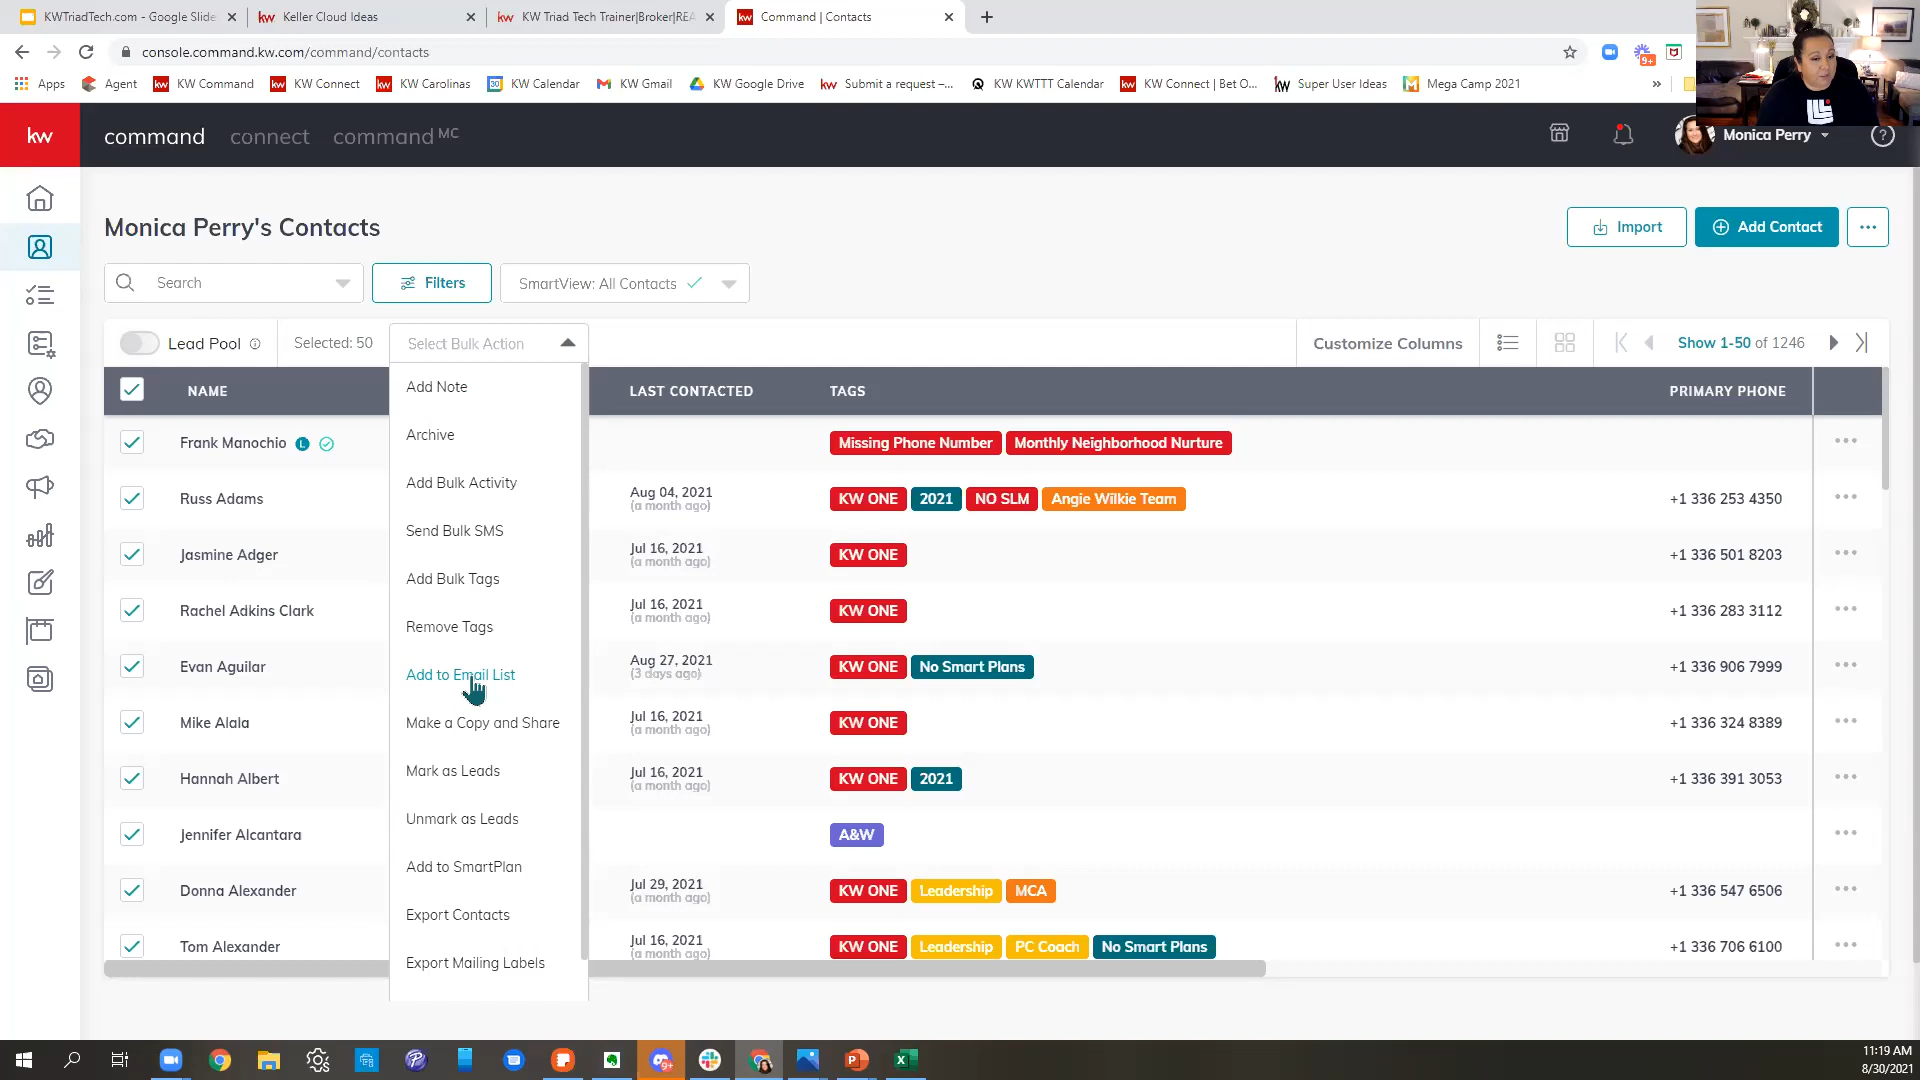 KWTriadTech.com - Google Slide
kw Keller Cloud Ideas
kw KW Triad Tech Trainer|Broker|REA
kw Command | Contacts
console.command.kw.com/command/contacts
9+
Apps
Agent
kw KW Command
kw KW Connect
kw KW Carolinas
30 KW Calendar
KW Gmail
KW Google Drive
kw Submit a request –...
KW KWTTT Calendar
kw KW Connect | Bet O...
kw Super User Ideas
Mega Camp 2021
»
kw
command connect command MC
Monica Perry
?
Monica Perry's Contacts
Import
Add Contact
...
Search
Filters
SmartView: All Contacts
Lead Pool
Selected: 50
Select Bulk Action
Customize Columns
Show 1-50 of 1246
NAME LAST CONTACTED TAGS PRIMARY PHONE
Add Note
Archive
Add Bulk Activity
Send Bulk SMS
Add Bulk Tags
Remove Tags
Add to Email List
Make a Copy and Share
Mark as Leads
Unmark as Leads
Add to SmartPlan
Export Contacts
Export Mailing Labels
Frank Manochio L Missing Phone Number Monthly Neighborhood Nurture
Russ Adams Aug 04, 2021 KW ONE 2021 NO SLM Angie Wilkie Team +1 336 253 4350
(a month ago)
Jasmine Adger Jul 16, 2021 KW ONE +1 336 501 8203
(a month ago)
Rachel Adkins Clark Jul 16, 2021 KW ONE +1 336 283 3112
(a month ago)
Evan Aguilar Aug 27, 2021 KW ONE No Smart Plans +1 336 906 7999
(3 days ago)
Mike Alala Jul 16, 2021 KW ONE +1 336 324 8389
(a month ago)
Hannah Albert Jul 16, 2021 KW ONE 2021 +1 336 391 3053
(a month ago)
Jennifer Alcantara A&W
Donna Alexander Jul 29, 2021 KW ONE Leadership MCA +1 336 547 6506
(a month ago)
Tom Alexander Jul 16, 2021 KW ONE Leadership PC Coach No Smart Plans +1 336 706 6100
(a month ago)
9+
11:19 AM
8/30/2021